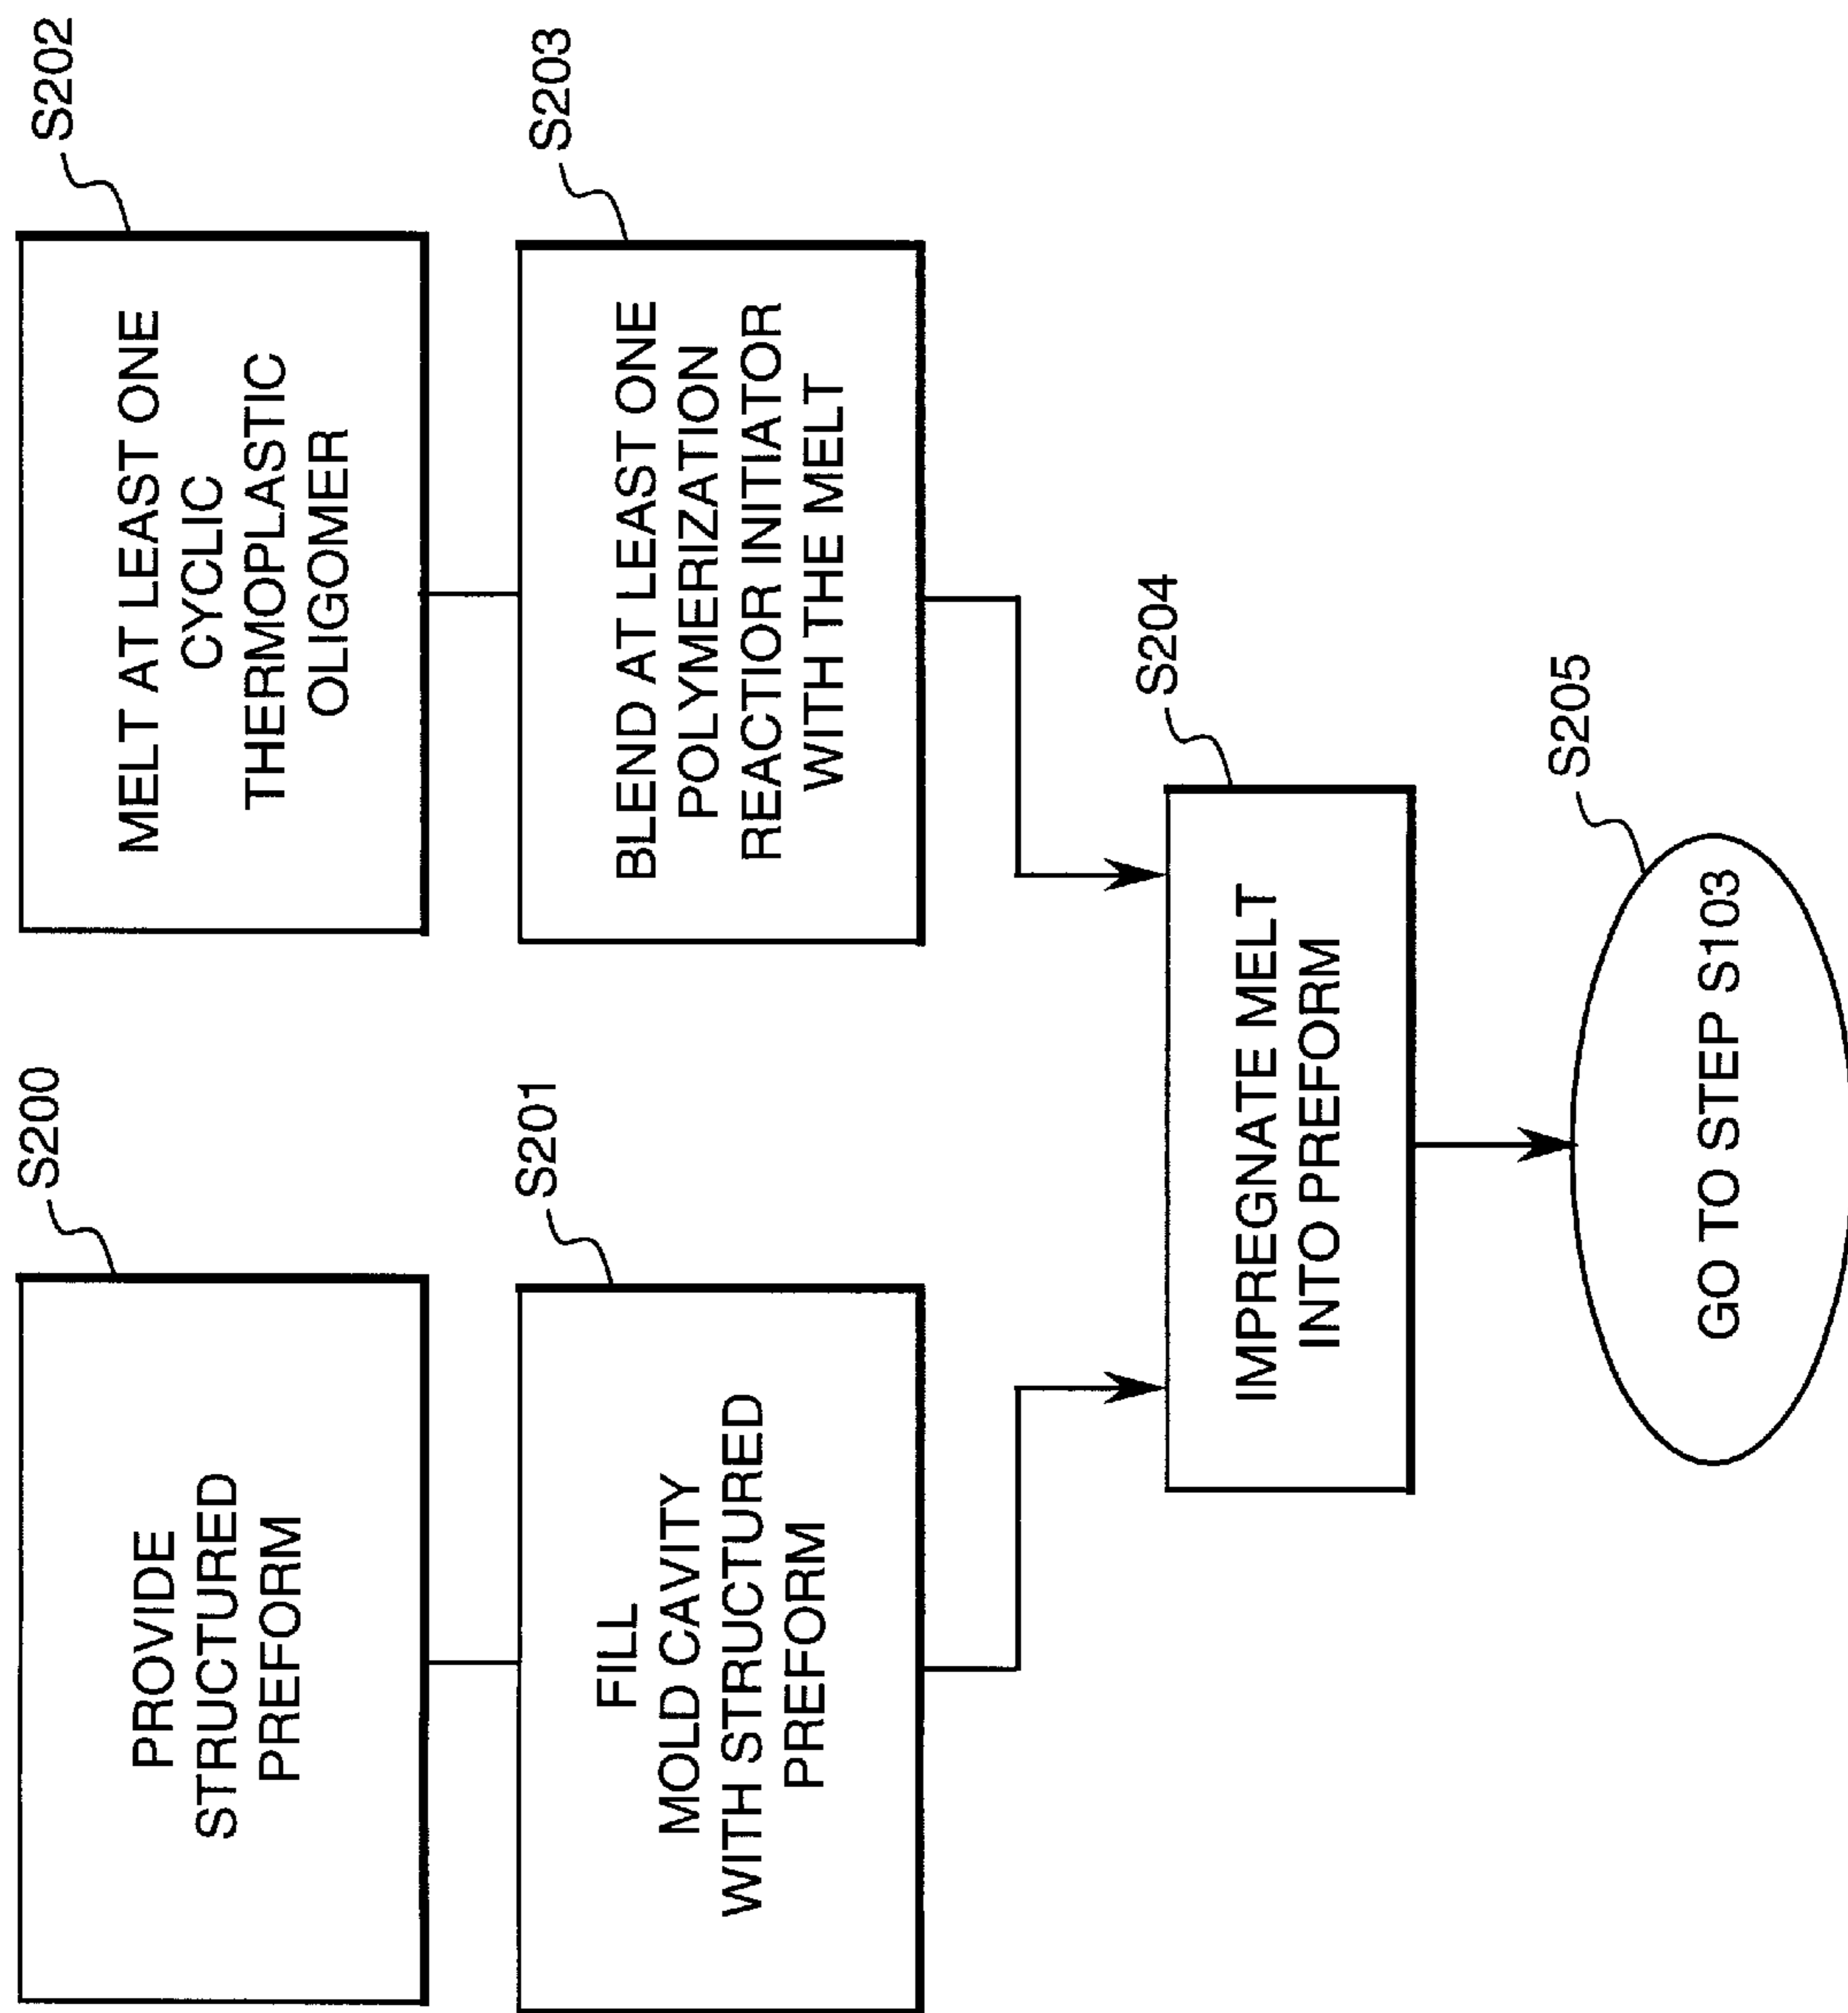 S200
PROVIDE
STRUCTURED
PREFORM
S201
FILL
MOLD CAVITY
WITH STRUCTURED
PREFORM
S202
MELT AT LEAST ONE
CYCLIC
THERMOPLASTIC
OLIGOMER
S203
BLEND AT LEAST ONE
POLYMERIZATION
REACTION INITIATOR
WITH THE MELT
S204
IMPREGNATE MELT
INTO PREFORM
S205
GO TO STEP S103